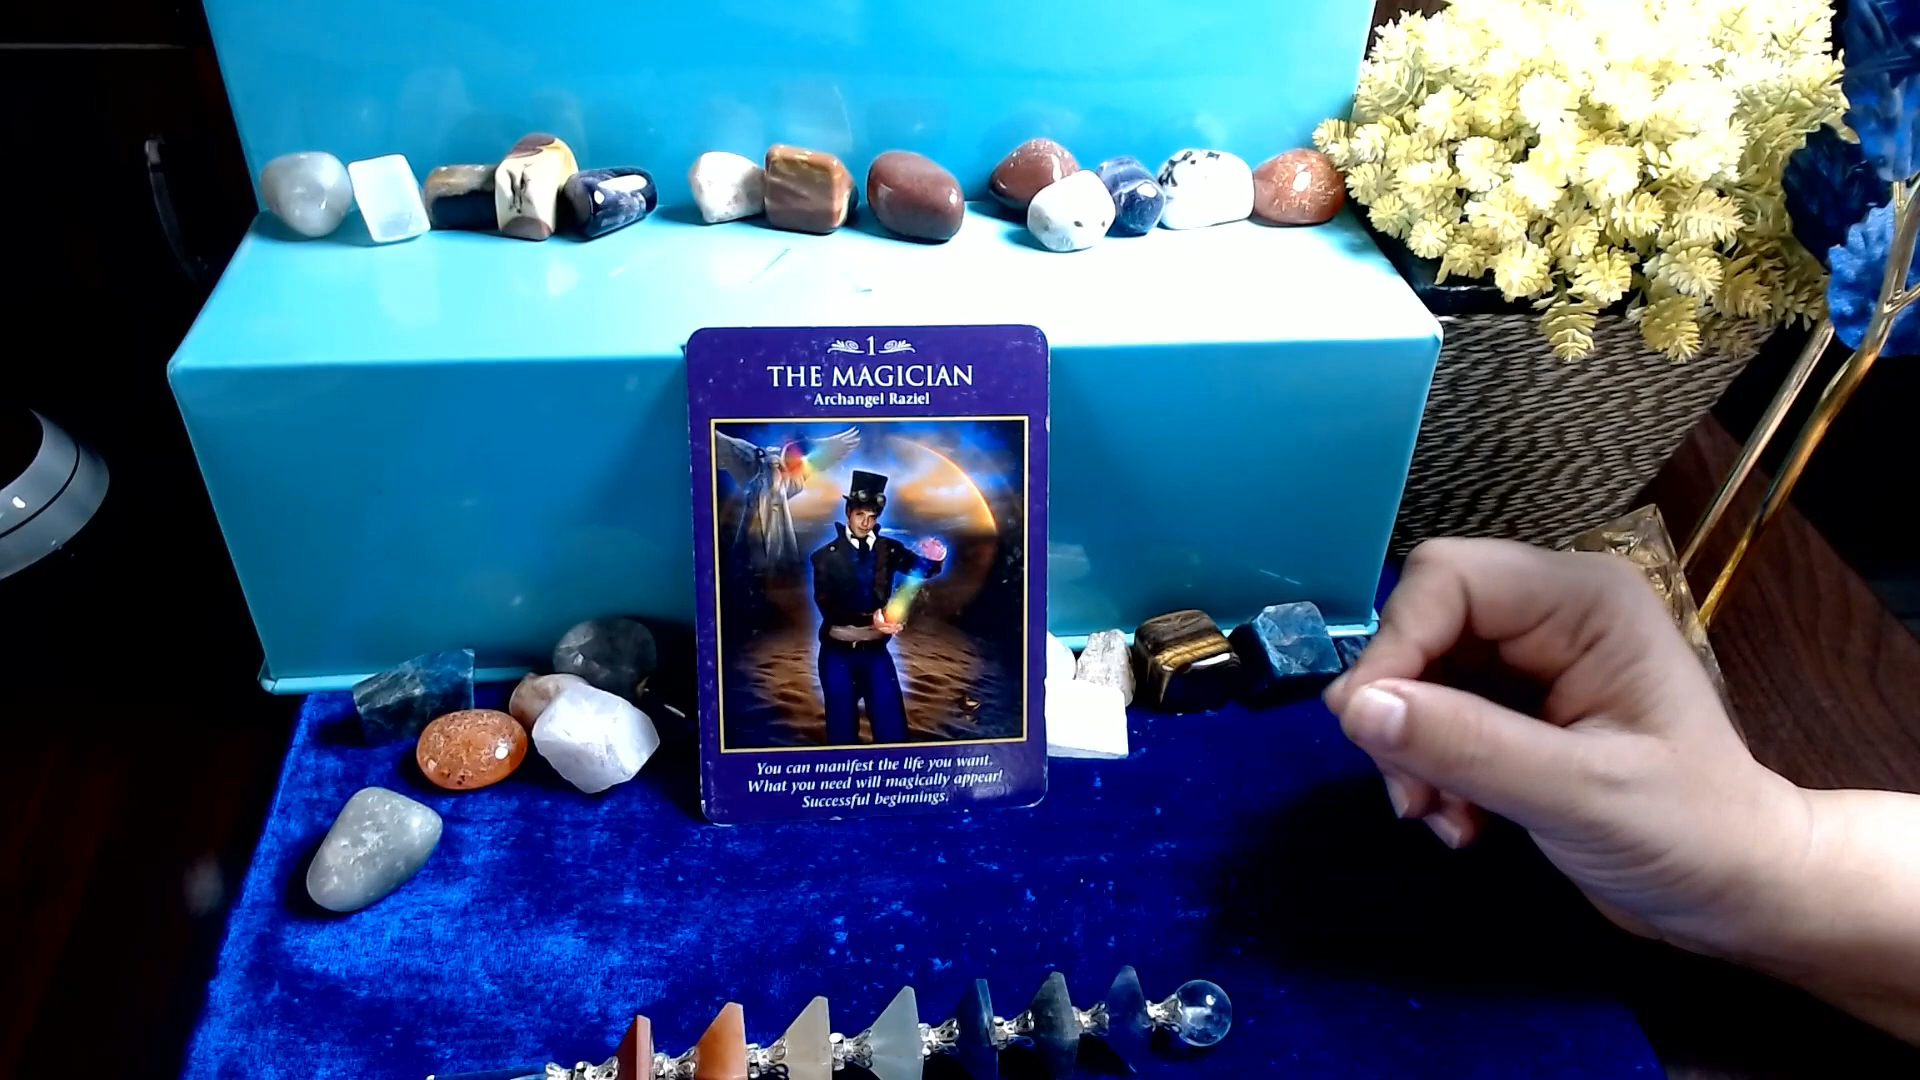 1
THE MAGICIAN
Archangel Raziel
You can manifest the life you want.
What you need will magically appear!
Successful beginnings.